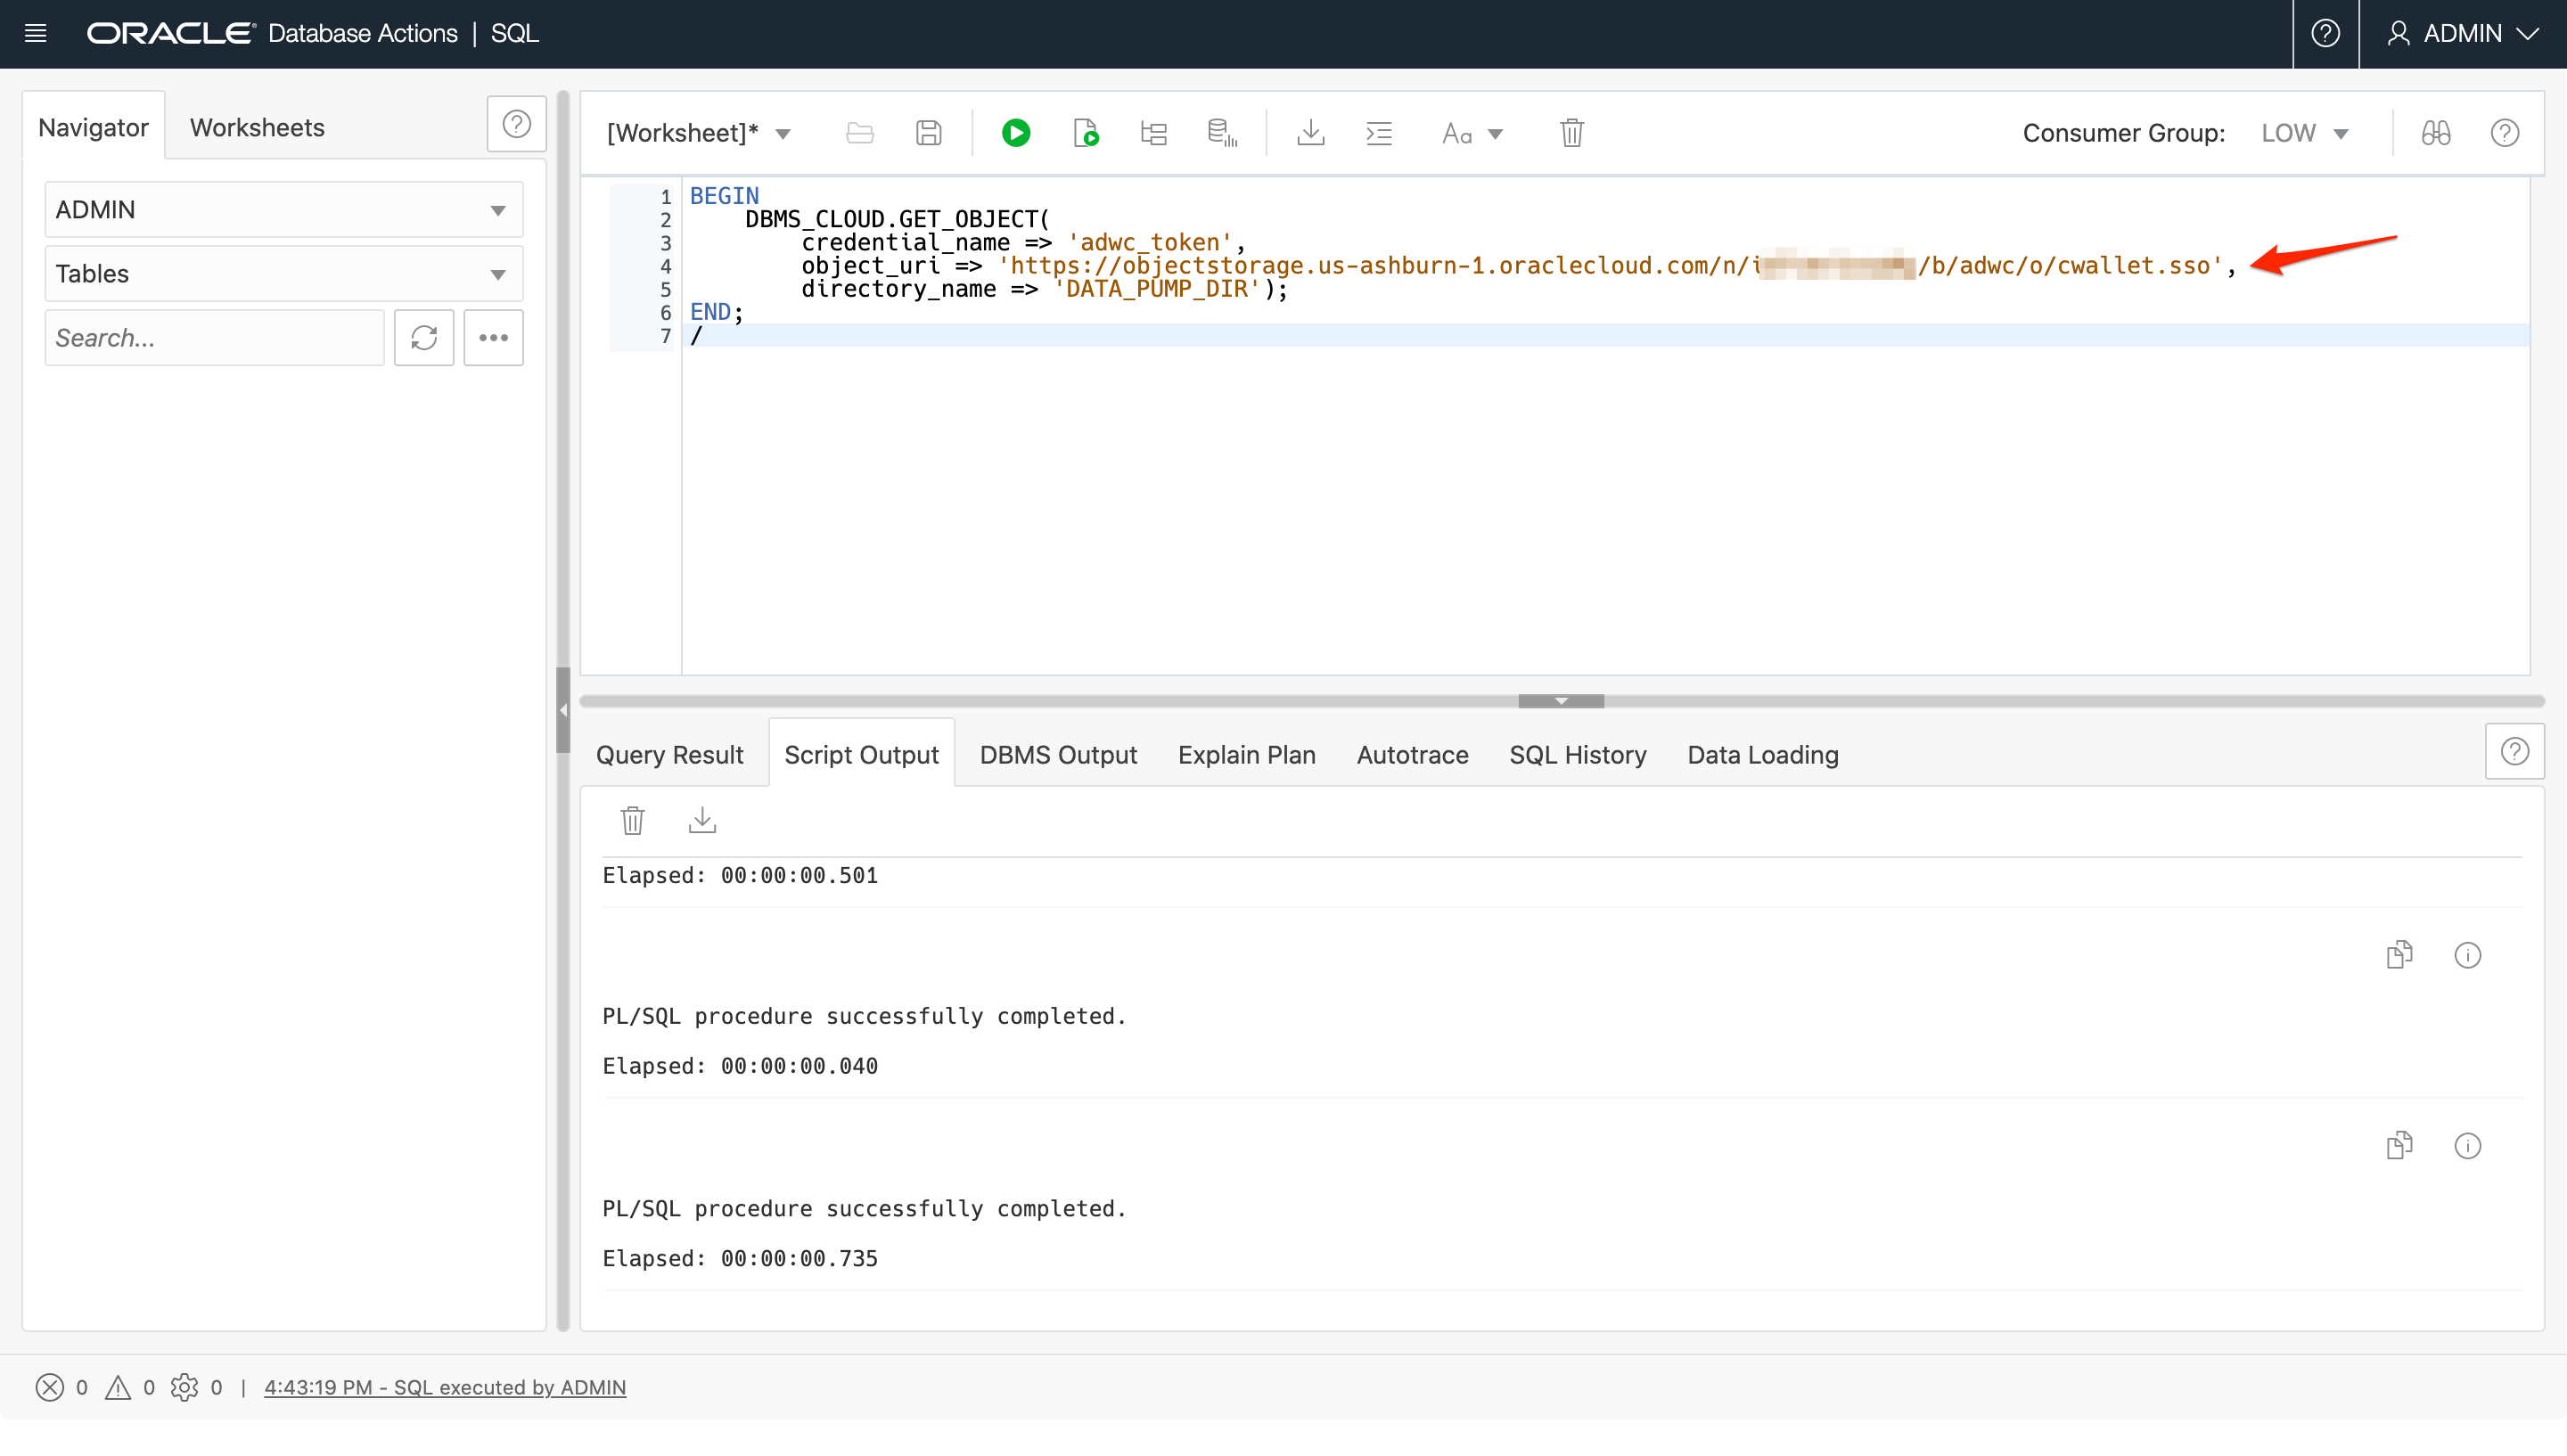 ORACLE Database Actions | SQL
ADMIN
Navigator
Worksheets
ADMIN
Tables
Search...
[Worksheet]*
Aa
Consumer Group: LOW
1 BEGIN
2 DBMS_CLOUD.GET_OBJECT(
3 credential_name => 'adwc_token',
4 object_uri => 'https://objectstorage.us-ashburn-1.oraclecloud.com/n/i /b/adwc/o/cwallet.sso',
5 directory_name => 'DATA_PUMP_DIR');
6 END;
7 /
Query Result
Script Output
DBMS Output
Explain Plan
Autotrace
SQL History
Data Loading
Elapsed: 00:00:00.501
PL/SQL procedure successfully completed.
Elapsed: 00:00:00.040
PL/SQL procedure successfully completed.
Elapsed: 00:00:00.735
0 0 0 | 4:43:19 PM - SQL executed by ADMIN